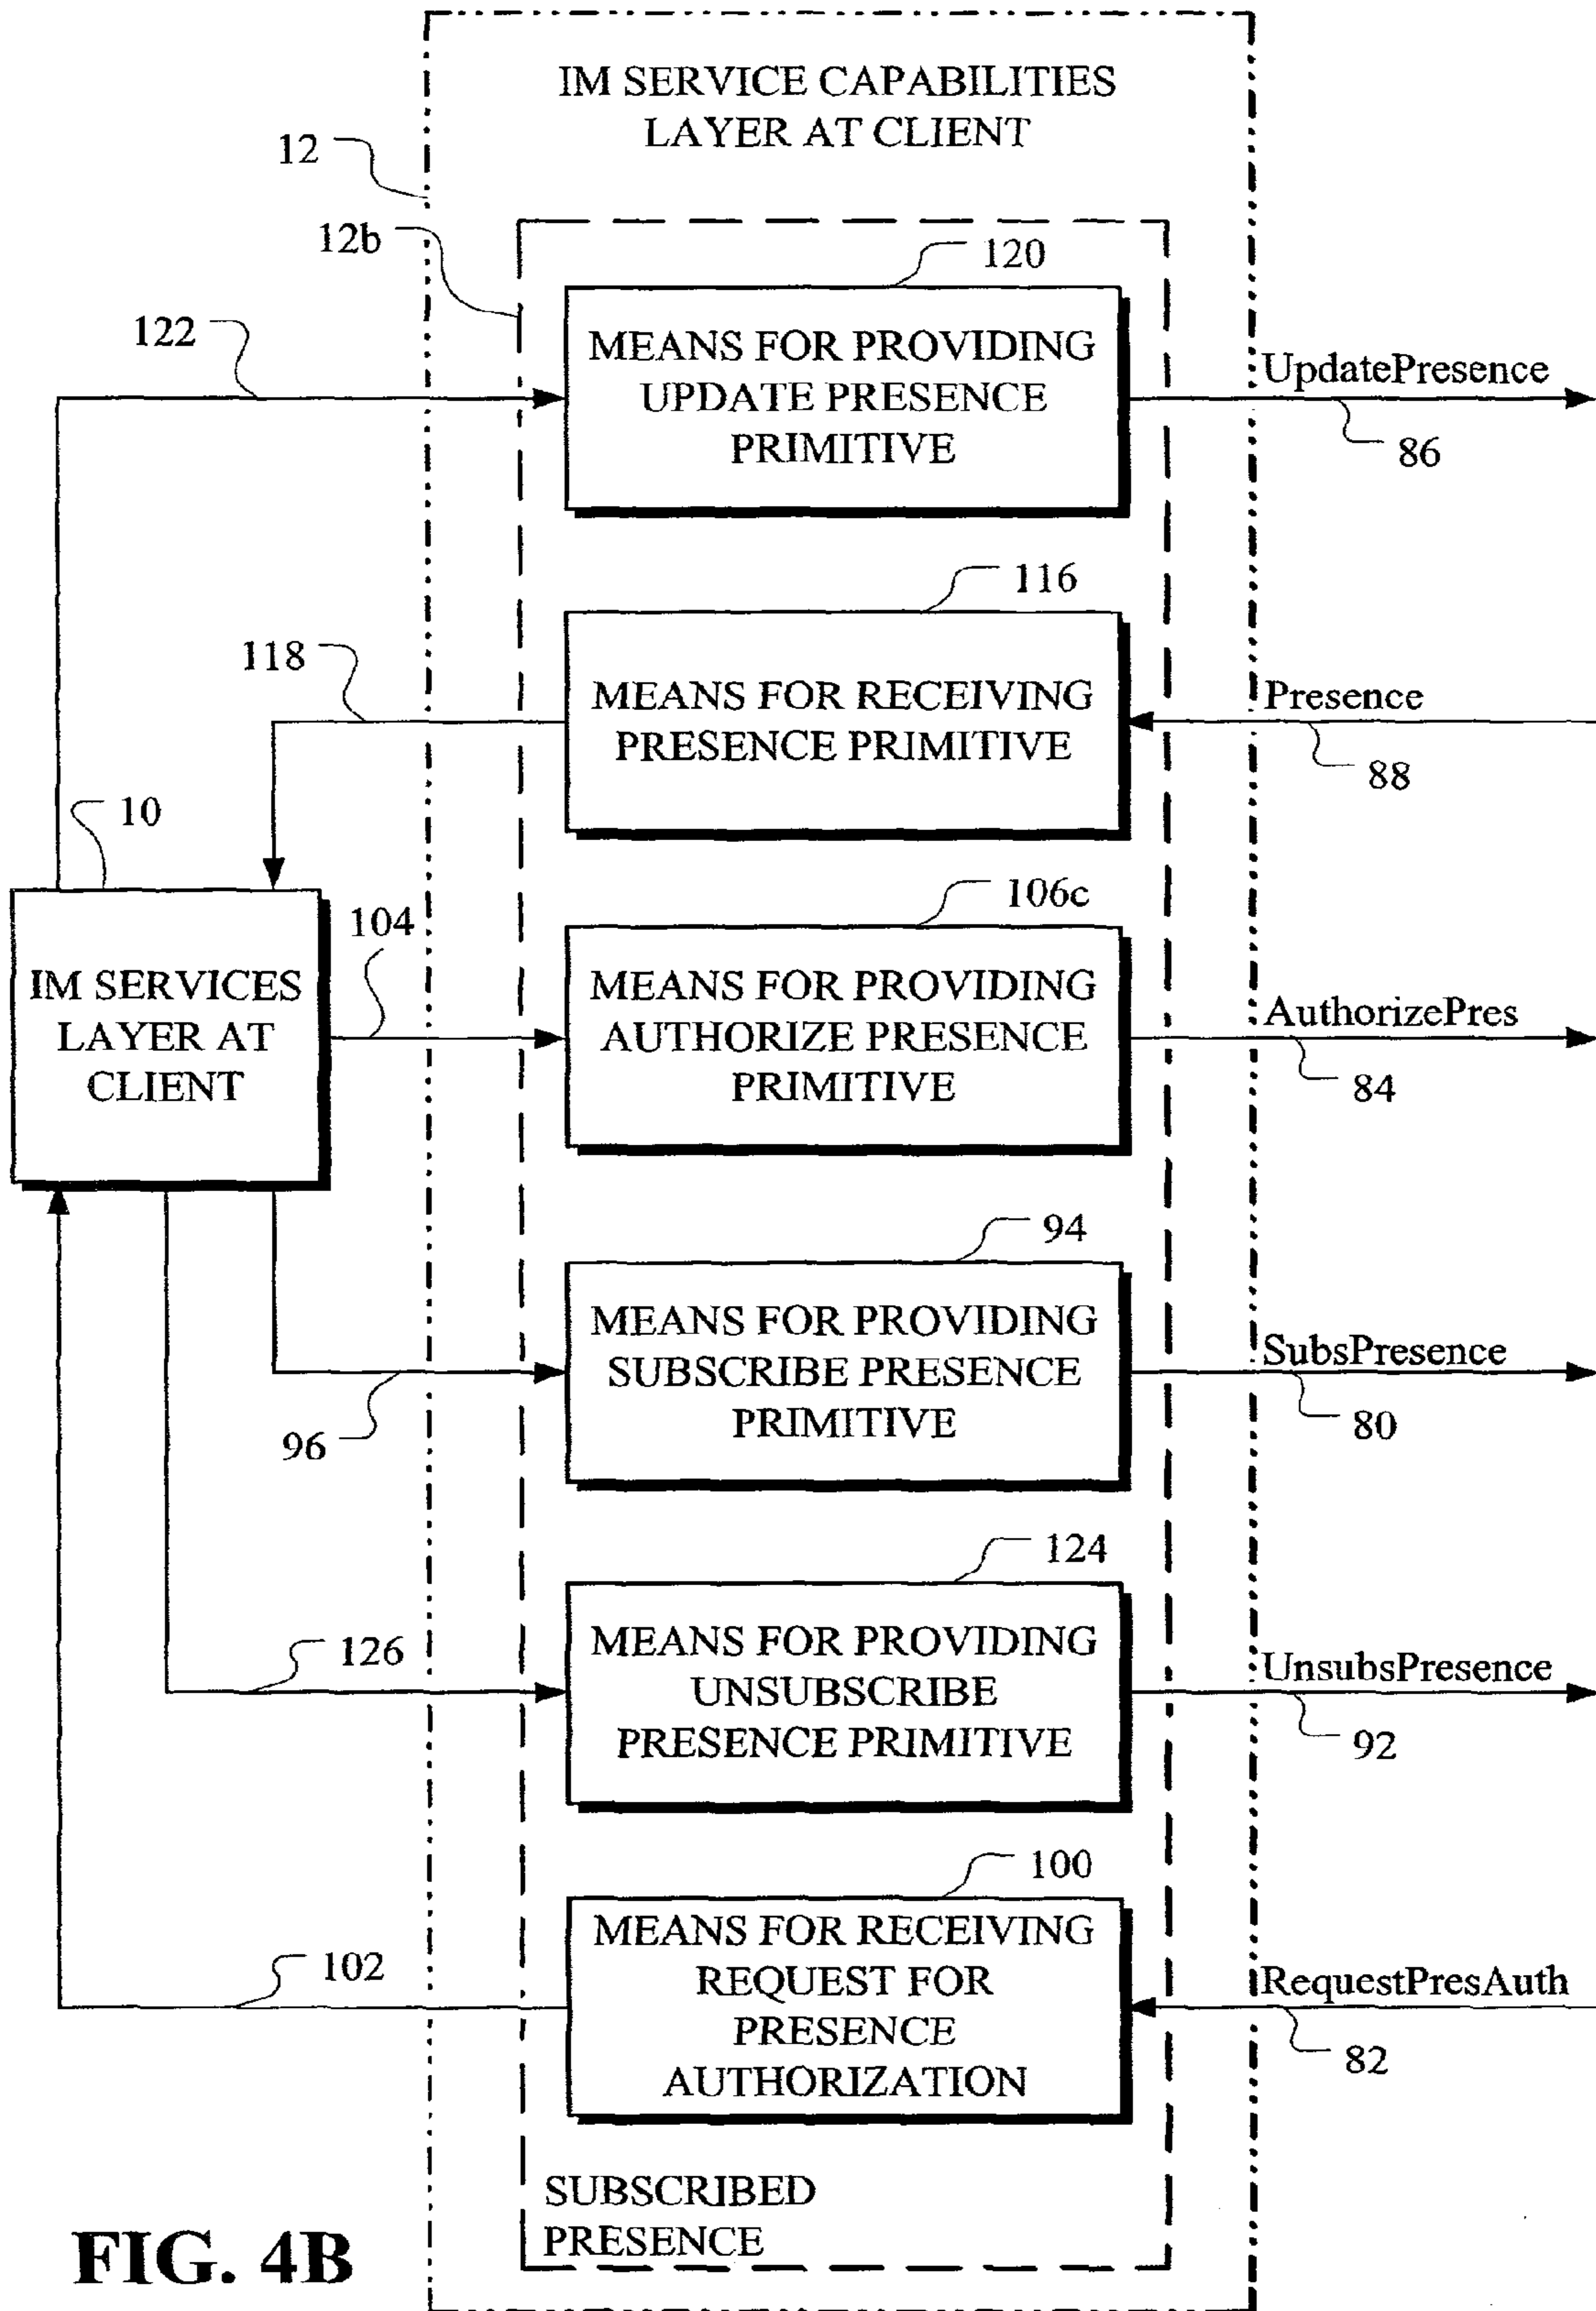 IM SERVICE CAPABILITIES
LAYER AT CLIENT
12
12b
120
122
MEANS FOR PROVIDING
UPDATE PRESENCE
PRIMITIVE
UpdatePresence
86
116
118
MEANS FOR RECEIVING
PRESENCE PRIMITIVE
Presence
88
10
106c
104
IM SERVICES
LAYER AT
CLIENT
MEANS FOR PROVIDING
AUTHORIZE PRESENCE
PRIMITIVE
AuthorizePres
84
94
MEANS FOR PROVIDING
SUBSCRIBE PRESENCE
PRIMITIVE
SubsPresence
80
96
124
126
MEANS FOR PROVIDING
UNSUBSCRIBE
PRESENCE PRIMITIVE
UnsubsPresence
92
100
102
MEANS FOR RECEIVING
REQUEST FOR
PRESENCE
AUTHORIZATION
RequestPresAuth
82
SUBSCRIBED
PRESENCE
FIG. 4B